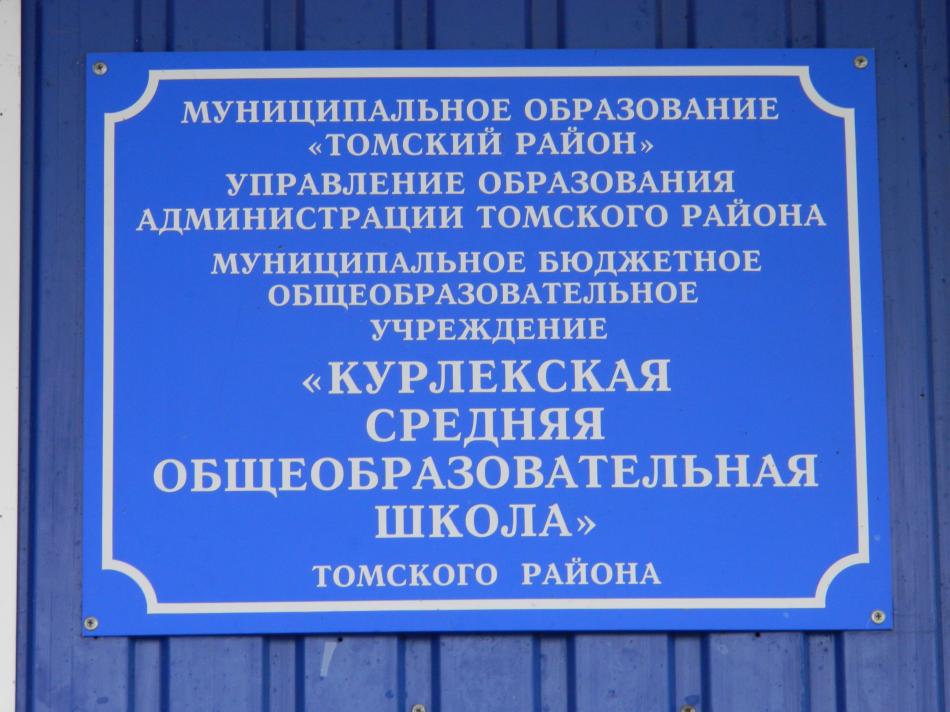 МУНИЦИПАЛЬНОЕ ОБРАЗОВАНИЕ
«ТОМСКИЙ РАЙОН»
УПРАВЛЕНИЕ ОБРАЗОВАНИЯ
АДМИНИСТРАЦИИ ТОМСКОГО РАЙОНА
МУНИЦИПАЛЬНОЕ БЮДЖЕТНОЕ
ОБЩЕОБРАЗОВАТЕЛЬНОЕ
УЧРЕЖДЕНИЕ
«КУРЛЕКСКАЯ
СРЕДНЯЯ
ОБЩЕОБРАЗОВАТЕЛЬНАЯ
ШКОЛА»
ТОМСКОГО РАЙОНА